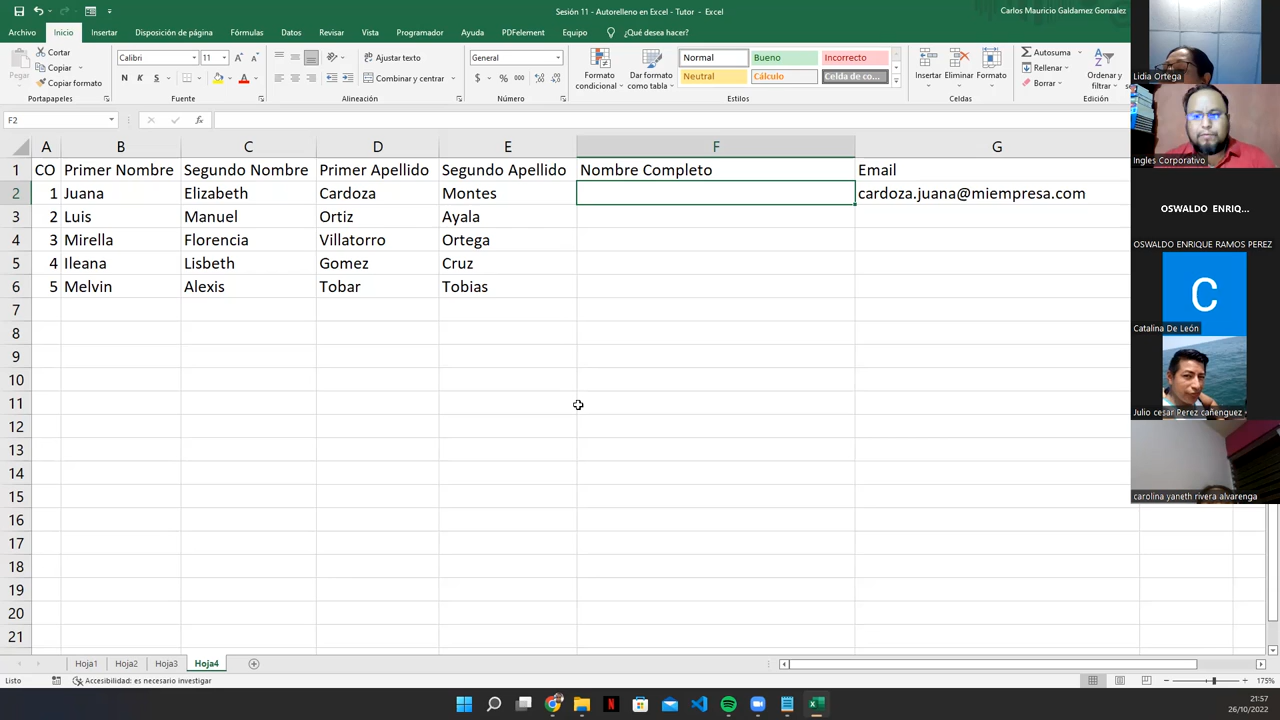 Sesión 11 - Autorelleno en Excel - Tutor - Excel
Carlos Mauricio Galdamez Gonzalez
Archivo Inicio Insertar Disposición de página Fórmulas Datos Revisar Vista Programador Ayuda PDFelement Equipo ¿Qué desea hacer?
Pegar
Cortar
Copiar
Copiar formato
Portapapeles
Calibri 11
N K S
Fuente
Ajustar texto
Combinar y centrar
Alineación
General
$ % 000
Número
Formato condicional
Dar formato como tabla
Normal Bueno Incorrecto
Neutral Cálculo Celda de co...
Estilos
Insertar Eliminar Formato
Celdas
Autosuma
Rellenar
Borrar
Ordenar y filtrar
Edición
F2
A B C D E F G
1 CO Primer Nombre Segundo Nombre Primer Apellido Segundo Apellido Nombre Completo Email
2 1 Juana Elizabeth Cardoza Montes cardoza.juana@miempresa.com
3 2 Luis Manuel Ortiz Ayala
4 3 Mirella Florencia Villatorro Ortega
5 4 Ileana Lisbeth Gomez Cruz
6 5 Melvin Alexis Tobar Tobias
7
8
9
10
11
12
13
14
15
16
17
18
19
20
21
Lidia Ortega
Ingles Corporativo
OSWALDO ENRIQ...
OSWALDO ENRIQUE RAMOS PEREZ
C
Catalina De León
Julio cesar Perez cañenguez
carolina yaneth rivera alvarenga
Hoja1 Hoja2 Hoja3 Hoja4
Listo
Accesibilidad: es necesario investigar
175%
21:57
26/10/2022